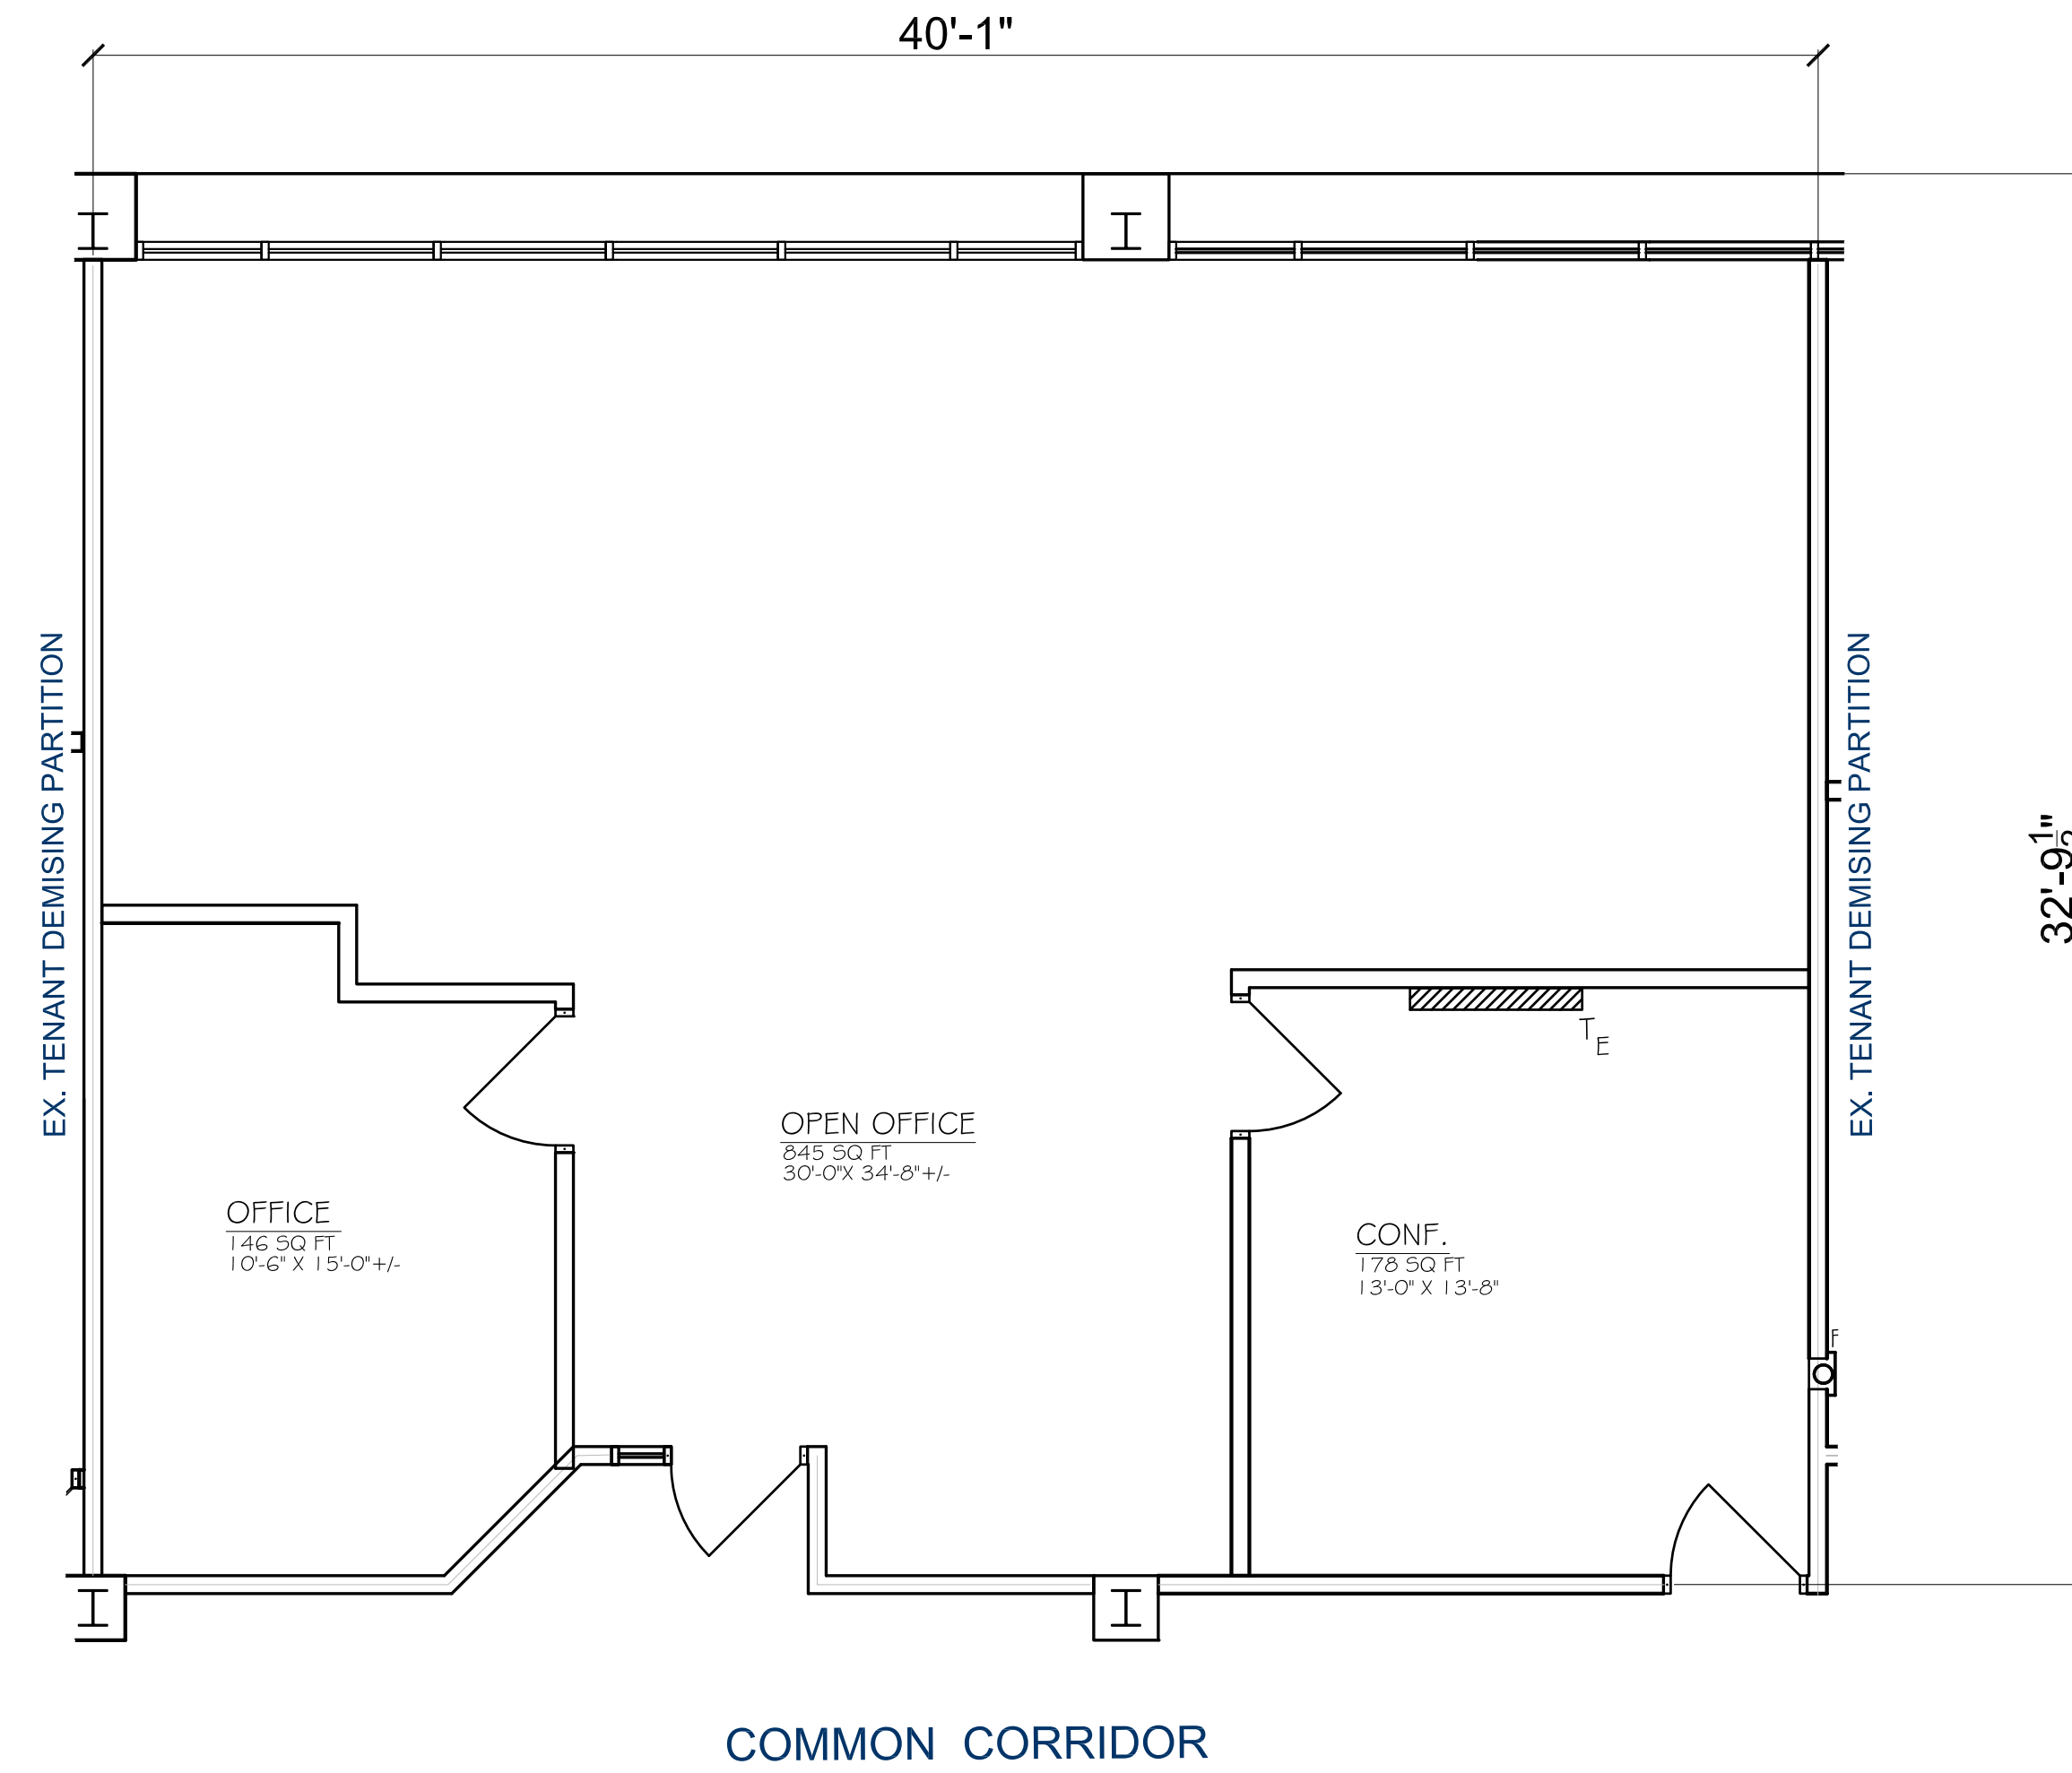 40'-1"
EX. TENANT DEMISING PARTITION
EX. TENANT DEMISING PARTITION
32'-9 1/2"
T
E
OPEN OFFICE
845 SQ FT
30'-0"X 34'-8"+/-
OFFICE
146 SQ FT
10'-6" X 15'-0"+/-
CONF.
178 SQ FT
13'-0" X 13'-8"
COMMON CORRIDOR